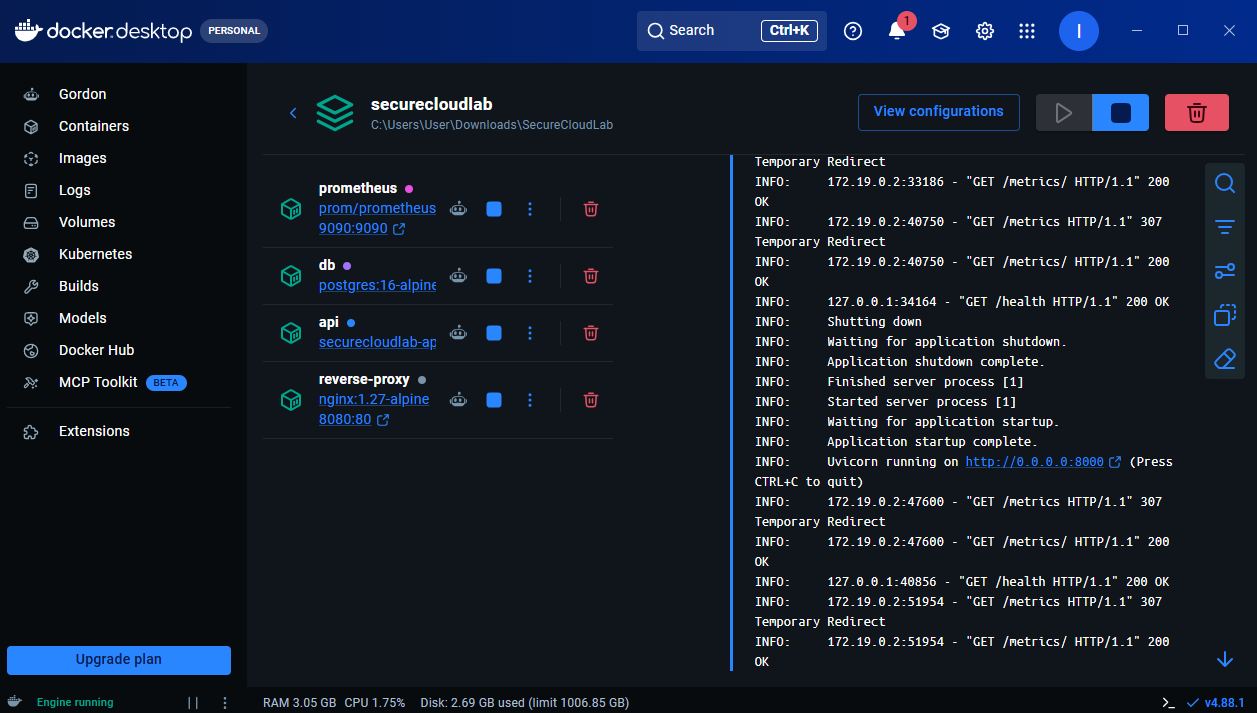 docker.desktop PERSONAL
Search Ctrl+K
1
I
Gordon
Containers
Images
Logs
Volumes
Kubernetes
Builds
Models
Docker Hub
MCP Toolkit BETA
Extensions
Upgrade plan
securecloudlab
C:\Users\User\Downloads\SecureCloudLab
View configurations
prometheus
prom/prometheus
9090:9090
db
postgres:16-alpine
api
securecloudlab-ap
reverse-proxy
nginx:1.27-alpine
8080:80
Temporary Redirect
INFO: 172.19.0.2:33186 - "GET /metrics/ HTTP/1.1" 200
OK
INFO: 172.19.0.2:40750 - "GET /metrics HTTP/1.1" 307
Temporary Redirect
INFO: 172.19.0.2:40750 - "GET /metrics/ HTTP/1.1" 200
OK
INFO: 127.0.0.1:34164 - "GET /health HTTP/1.1" 200 OK
INFO: Shutting down
INFO: Waiting for application shutdown.
INFO: Application shutdown complete.
INFO: Finished server process [1]
INFO: Started server process [1]
INFO: Waiting for application startup.
INFO: Application startup complete.
INFO: Uvicorn running on http://0.0.0.0:8000 (Press
CTRL+C to quit)
INFO: 172.19.0.2:47600 - "GET /metrics HTTP/1.1" 307
Temporary Redirect
INFO: 172.19.0.2:47600 - "GET /metrics/ HTTP/1.1" 200
OK
INFO: 127.0.0.1:40856 - "GET /health HTTP/1.1" 200 OK
INFO: 172.19.0.2:51954 - "GET /metrics HTTP/1.1" 307
Temporary Redirect
INFO: 172.19.0.2:51954 - "GET /metrics/ HTTP/1.1" 200
OK
Engine running
RAM 3.05 GB CPU 1.75% Disk: 2.69 GB used (limit 1006.85 GB)
v4.88.1